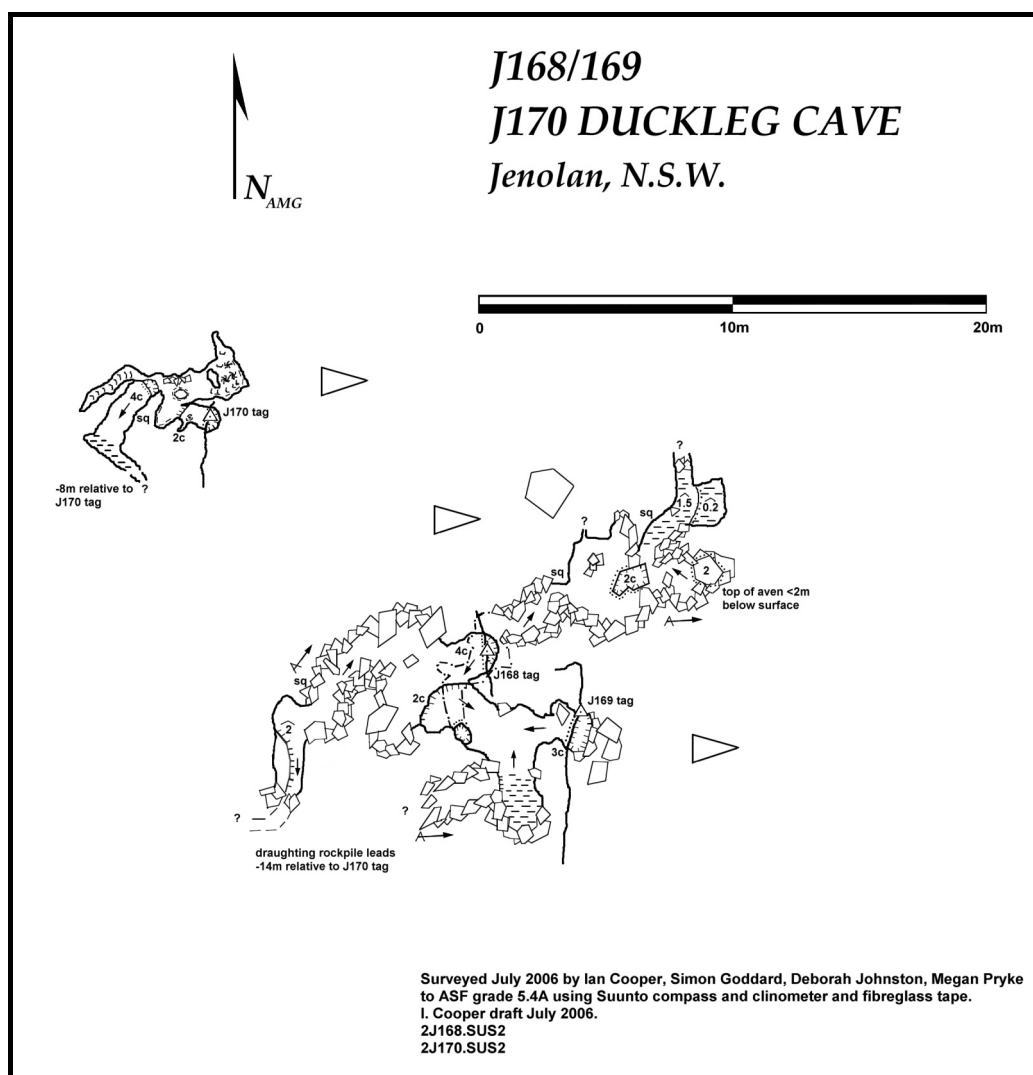 J168/169
J170 DUCKLEG CAVE
Jenolan, N.S.W.
N AMG
0 10m 20m
4c
sq
J170 tag
2c
-8m relative to ?
J170 tag
?
sq
1.5
0.2
?
sq
2c
2
top of aven <2m
below surface
A
4c
A
sq
J168 tag
2c
J169 tag
2
3c
?
?
A
draughting rockpile leads
-14m relative to J170 tag
Surveyed July 2006 by Ian Cooper, Simon Goddard, Deborah Johnston, Megan Pryke
to ASF grade 5.4A using Suunto compass and clinometer and fibreglass tape.
I. Cooper draft July 2006.
2J168.SUS2
2J170.SUS2